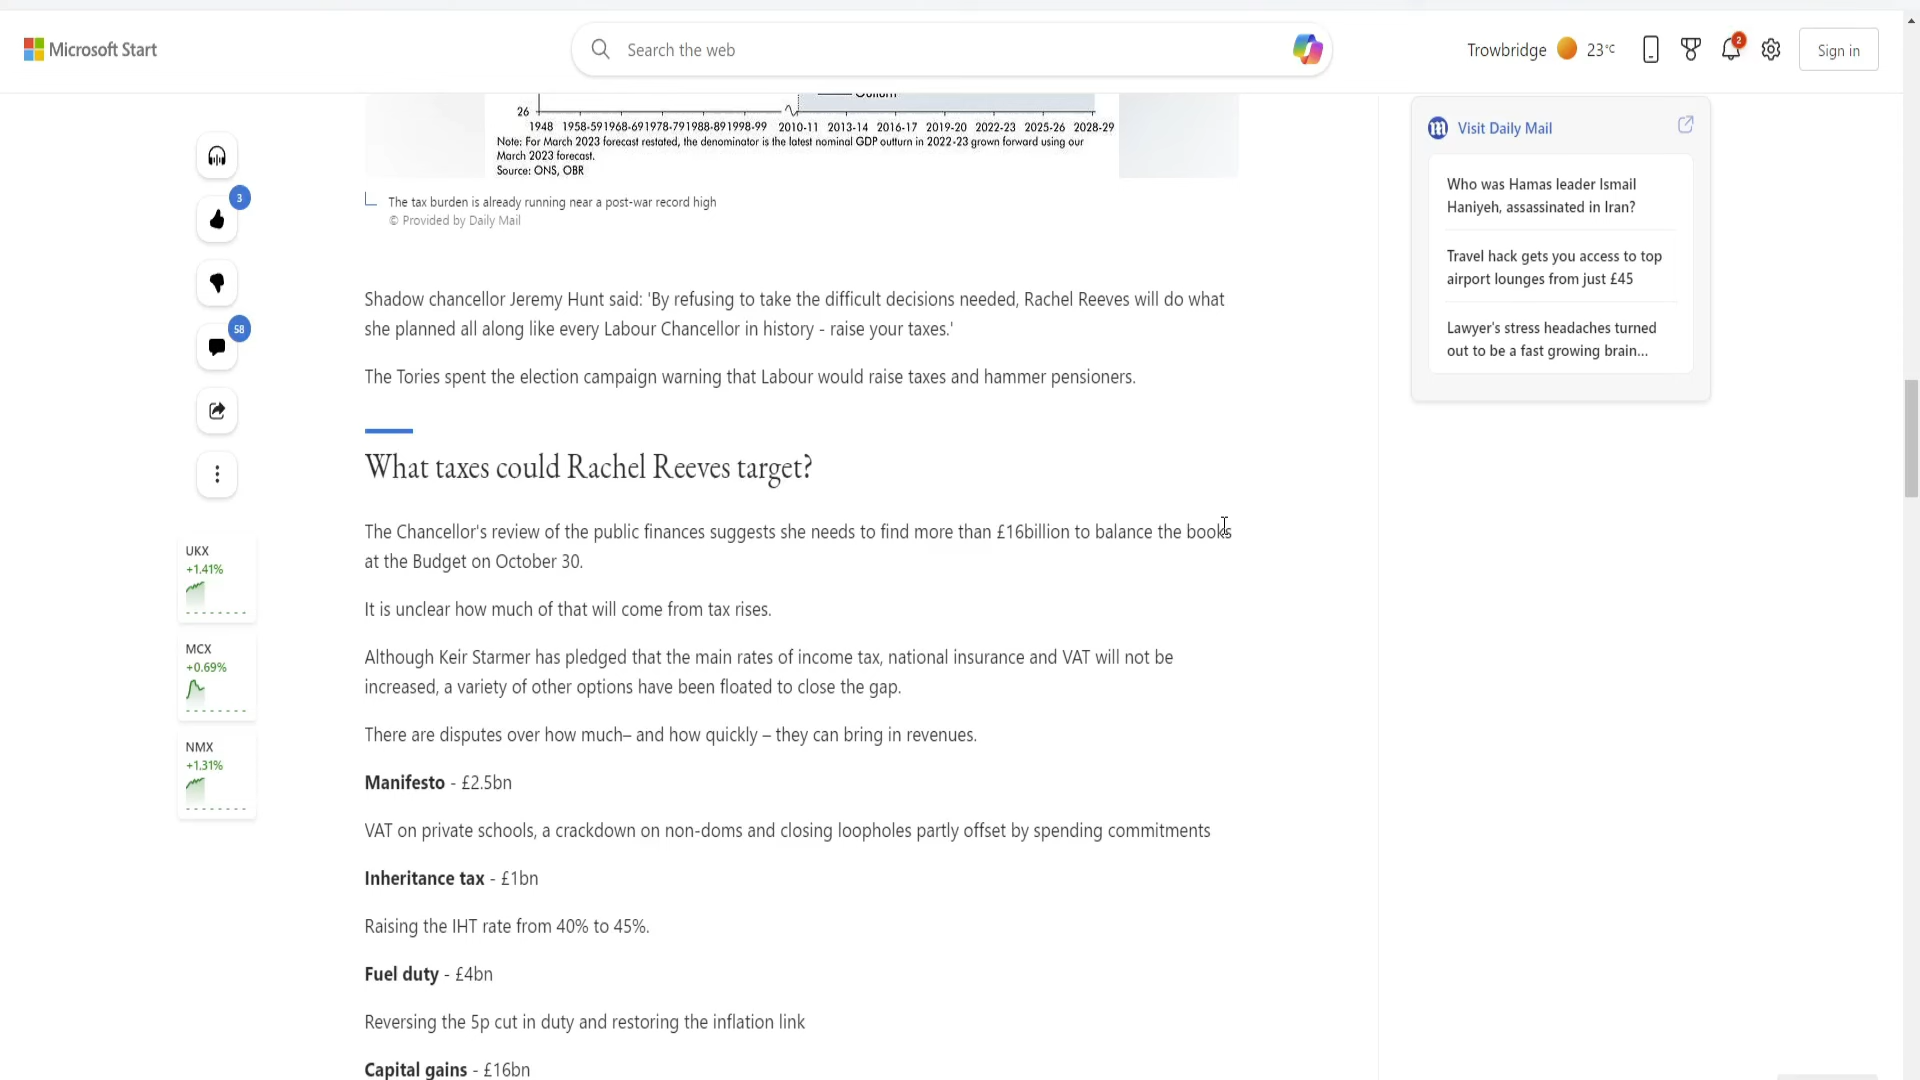 Microsoft Start
Search the web
Trowbridge 23°C
2
Sign in
26
1948 1958-59 1968-69 1978-79 1988-89 1998-99 2010-11 2013-14 2016-17 2019-20 2022-23 2025-26 2028-29
Note: For March 2023 forecast restated, the denominator is the latest nominal GDP outturn in 2022-23 grown forward using our
March 2023 forecast.
Source: ONS, OBR
The tax burden is already running near a post-war record high
© Provided by Daily Mail
3
58
UKX
+1.41%
MCX
+0.69%
NMX
+1.31%
Shadow chancellor Jeremy Hunt said: 'By refusing to take the difficult decisions needed, Rachel Reeves will do what
she planned all along like every Labour Chancellor in history - raise your taxes.'
The Tories spent the election campaign warning that Labour would raise taxes and hammer pensioners.
What taxes could Rachel Reeves target?
The Chancellor's review of the public finances suggests she needs to find more than £16billion to balance the books
at the Budget on October 30.
It is unclear how much of that will come from tax rises.
Although Keir Starmer has pledged that the main rates of income tax, national insurance and VAT will not be
increased, a variety of other options have been floated to close the gap.
There are disputes over how much– and how quickly – they can bring in revenues.
Manifesto - £2.5bn
VAT on private schools, a crackdown on non-doms and closing loopholes partly offset by spending commitments
Inheritance tax - £1bn
Raising the IHT rate from 40% to 45%.
Fuel duty - £4bn
Reversing the 5p cut in duty and restoring the inflation link
Capital gains - £16bn
Visit Daily Mail
Who was Hamas leader Ismail
Haniyeh, assassinated in Iran?
Travel hack gets you access to top
airport lounges from just £45
Lawyer's stress headaches turned
out to be a fast growing brain...